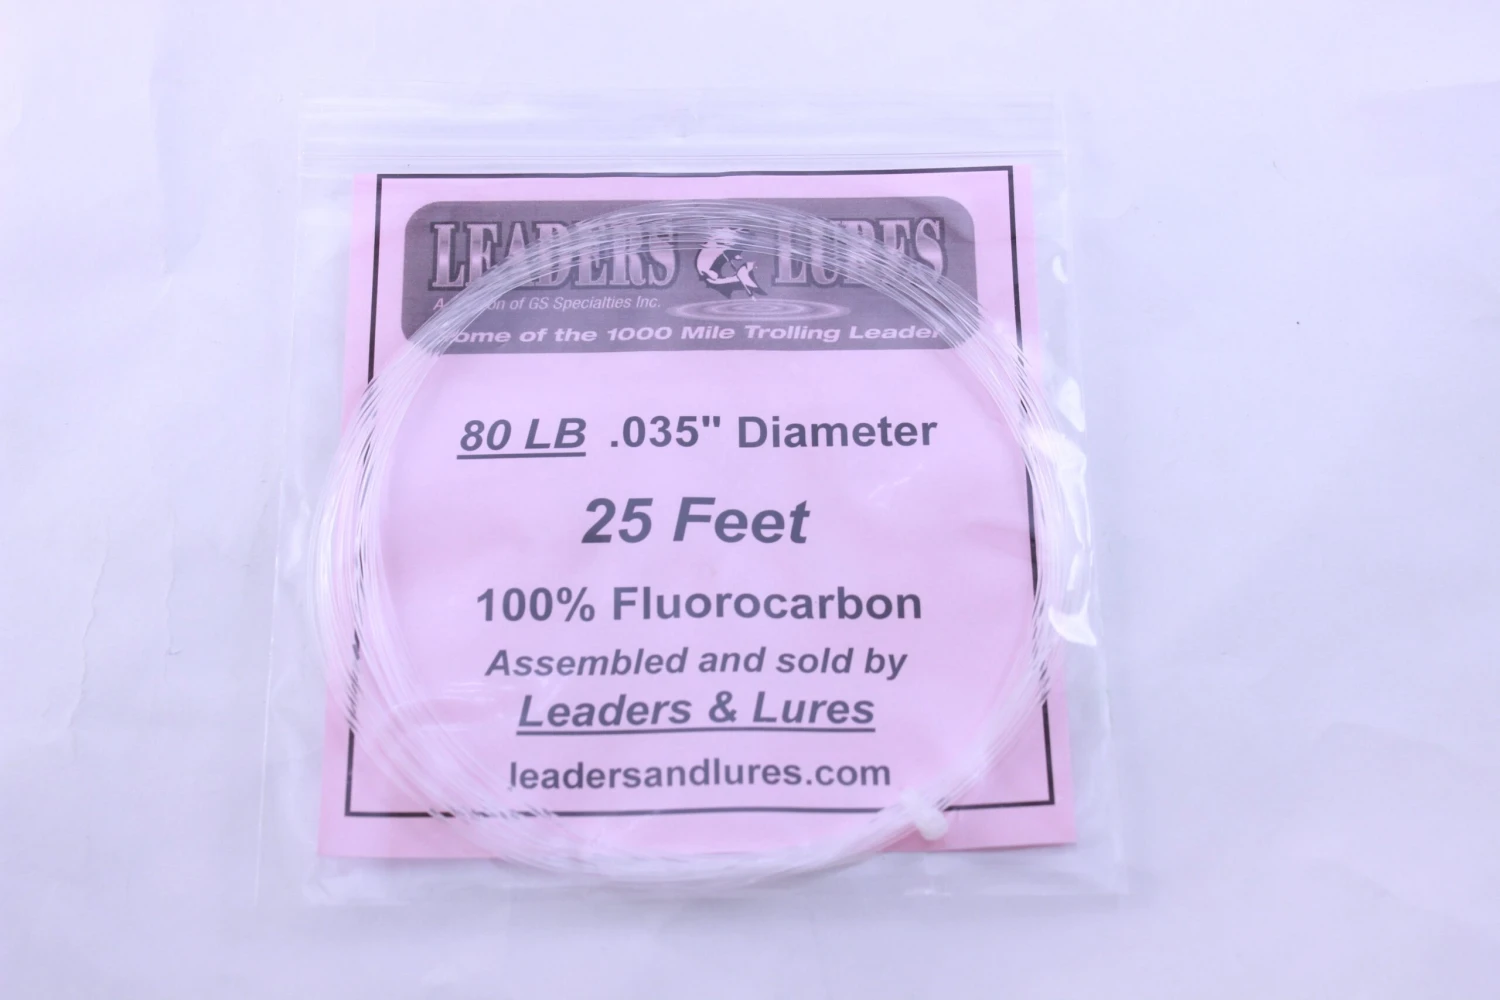 LEADERS & LURES
A Division of GS Specialties Inc.
Home of the 1000 Mile Trolling Leader
80 LB .035" Diameter
25 Feet
100% Fluorocarbon
Assembled and sold by
Leaders & Lures
leadersandlures.com